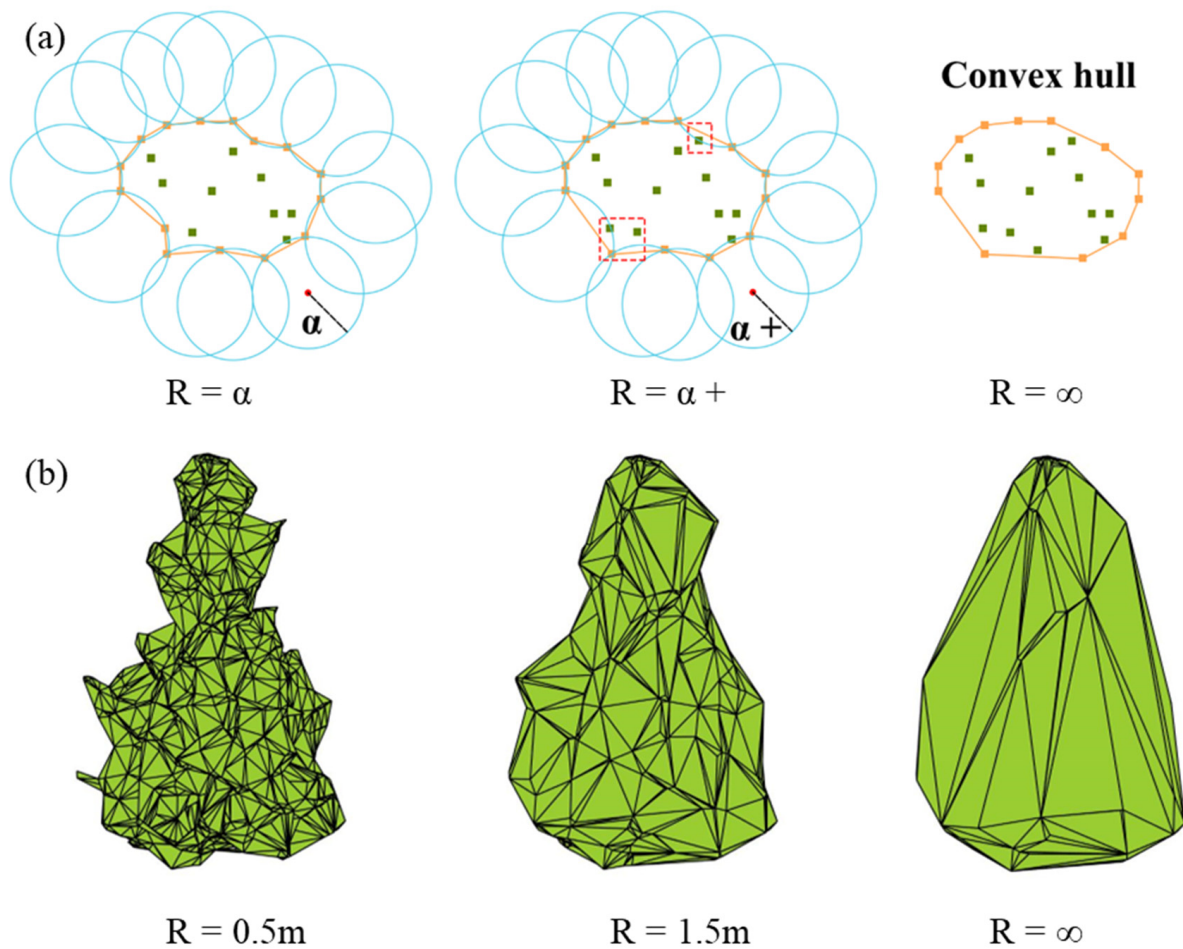 (a)
Convex hull
α
α +
R = α
R = α +
R = ∞
(b)
R = 0.5m
R = 1.5m
R = ∞